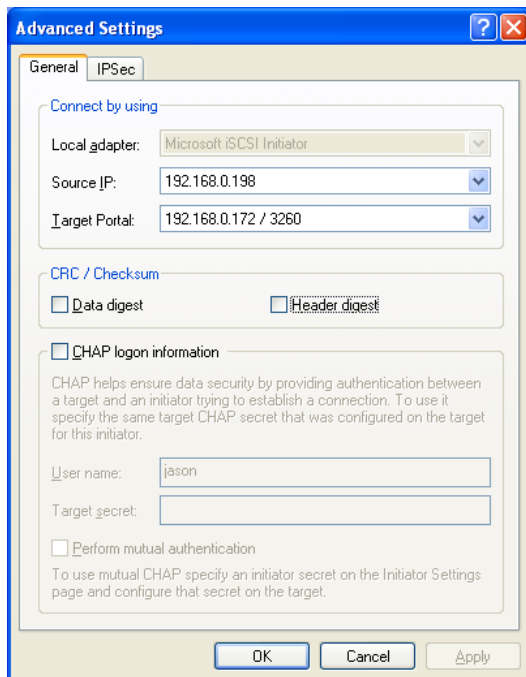 Advanced Settings
General IPSec
Connect by using
Local adapter: Microsoft iSCSI Initiator
Source IP: 192.168.0.198
Target Portal: 192.168.0.172 / 3260
CRC / Checksum
Data digest Header digest
CHAP logon information
CHAP helps ensure data security by providing authentication between
a target and an initiator trying to establish a connection. To use it
specify the same target CHAP secret that was configured on the target
for this initiator.
User name: jason
Target secret:
Perform mutual authentication
To use mutual CHAP specify an initiator secret on the Initiator Settings
page and configure that secret on the target.
OK Cancel Apply